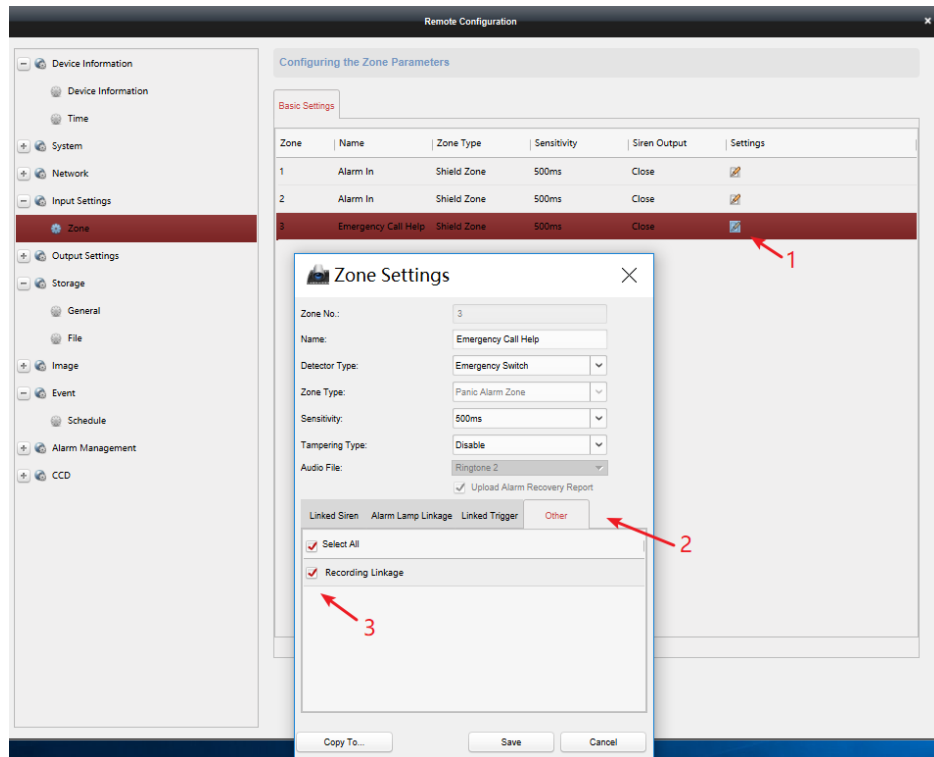 Remote Configuration
Device Information
Device Information
Time
System
Network
Input Settings
Zone
Output Settings
Storage
General
File
Image
Event
Schedule
Alarm Management
CCD
Configuring the Zone Parameters
Basic Settings
Zone Name Zone Type Sensitivity Siren Output Settings
1 Alarm In Shield Zone 500ms Close
2 Alarm In Shield Zone 500ms Close
3 Emergency Call Help Shield Zone 500ms Close
1
Zone Settings
Zone No.: 3
Name: Emergency Call Help
Detector Type: Emergency Switch
Zone Type: Panic Alarm Zone
Sensitivity: 500ms
Tampering Type: Disable
Audio File: Ringtone 2
Upload Alarm Recovery Report
Linked Siren Alarm Lamp Linkage Linked Trigger Other
2
Select All
Recording Linkage
3
Copy To... Save Cancel